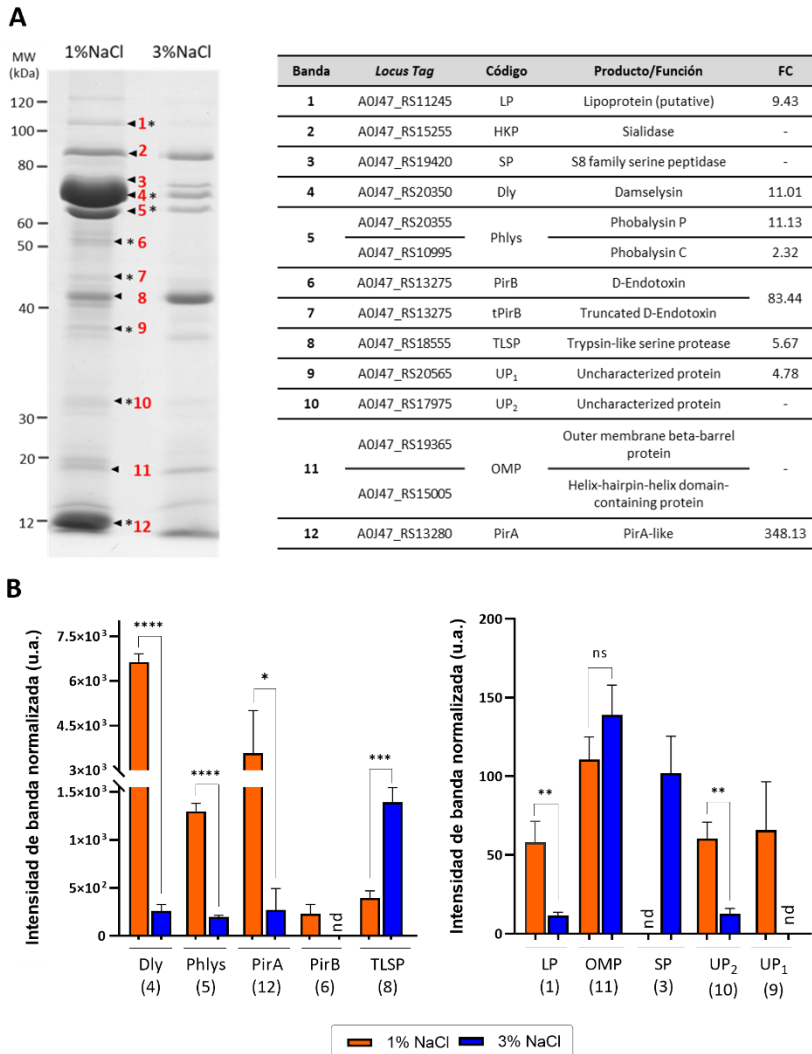 A
1%NaCl 3%NaCl
MW
(kDa)
120
100
80
60
50
40
30
20
12
1*
2
3
4*
5*
*6
*7
8
*9
*10
11
*12
Banda Locus Tag Código Producto/Función FC
1 A0J47_RS11245 LP Lipoprotein (putative) 9.43
2 A0J47_RS15255 HKP Sialidase -
3 A0J47_RS19420 SP S8 family serine peptidase -
4 A0J47_RS20350 Dly Damselysin 11.01
5 A0J47_RS20355 Phlys Phobalysin P 11.13
A0J47_RS10995 Phobalysin C 2.32
6 A0J47_RS13275 PirB D-Endotoxin 83.44
7 A0J47_RS13275 tPirB Truncated D-Endotoxin
8 A0J47_RS18555 TLSP Trypsin-like serine protease 5.67
9 A0J47_RS20565 UP₁ Uncharacterized protein 4.78
10 A0J47_RS17975 UP₂ Uncharacterized protein -
11 A0J47_RS19365 OMP Outer membrane beta-barrel
protein -
A0J47_RS15005 Helix-hairpin-helix domain-
containing protein
12 A0J47_RS13280 PirA PirA-like 348.13
B
Intensidad de banda normalizada (u.a.)
7.5×10³
6×10³
4.5×10³
3×10³
1.5×10³
1×10³
5×10²
0
****
****
*
nd
***
Dly Phlys PirA PirB TLSP
(4) (5) (12) (6) (8)
Intensidad de banda normalizada (u.a.)
200
150
100
50
0
**
ns
nd
**
nd
LP OMP SP UP₂ UP₁
(1) (11) (3) (10) (9)
1% NaCl 3% NaCl